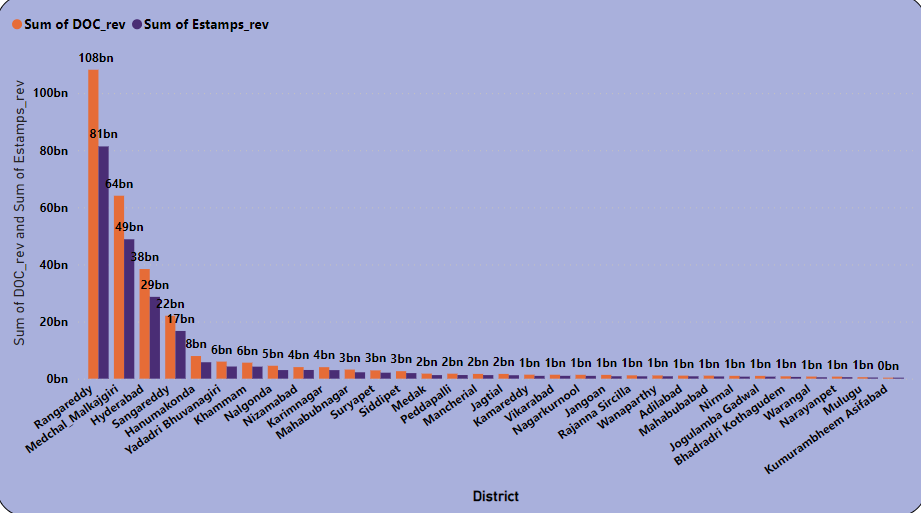 Sum of DOC_rev Sum of Estamps_rev
Sum of DOC_rev and Sum of Estamps_rev
100bn
80bn
60bn
40bn
20bn
0bn
108bn
81bn
64bn
49bn
38bn
29bn
22bn
17bn
8bn
6bn
6bn
5bn
4bn
4bn
3bn
3bn
3bn
2bn
2bn
2bn
2bn
1bn
1bn
1bn
1bn
1bn
1bn
1bn
1bn
1bn
1bn
1bn
1bn
1bn
1bn
0bn
Rangareddy
Medchal_Malkajgiri
Hyderabad
Sangareddy
Hanumakonda
Yadadri Bhuvanagiri
Khammam
Nalgonda
Nizamabad
Karimnagar
Mahabubnagar
Suryapet
Siddipet
Medak
Peddapalli
Mancherial
Jagtial
Kamareddy
Vikarabad
Nagarkurnool
Jangoan
Rajanna Sircilla
Wanaparthy
Adilabad
Mahabubabad
Nirmal
Jogulamba Gadwal
Bhadradri Kothagudem
Warangal
Narayanpet
Mulugu
Kumurambheem Asifabad
District